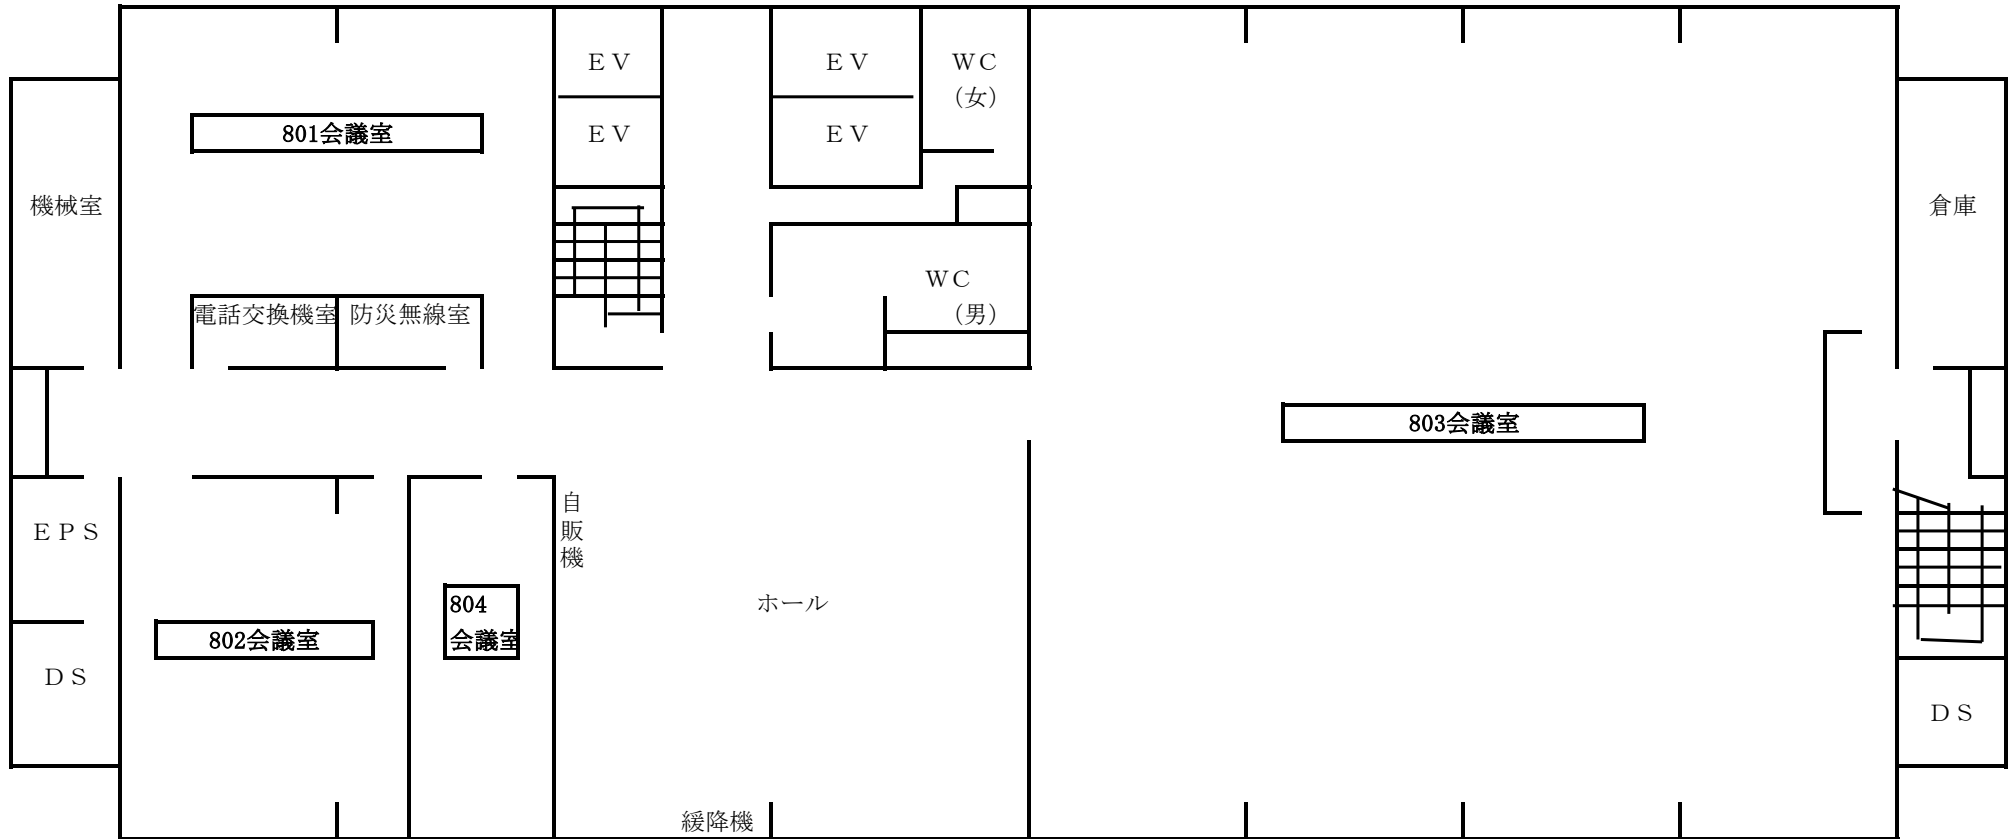 ＥＶ
ＥＶ
ＷＣ
（女）
801会議室
ＥＶ
ＥＶ
機械室
倉庫
ＷＣ
（男）
電話交換機室
防災無線室
803会議室
自
販
機
ＥＰＳ
ホール
804
会議室
802会議室
ＤＳ
ＤＳ
緩降機